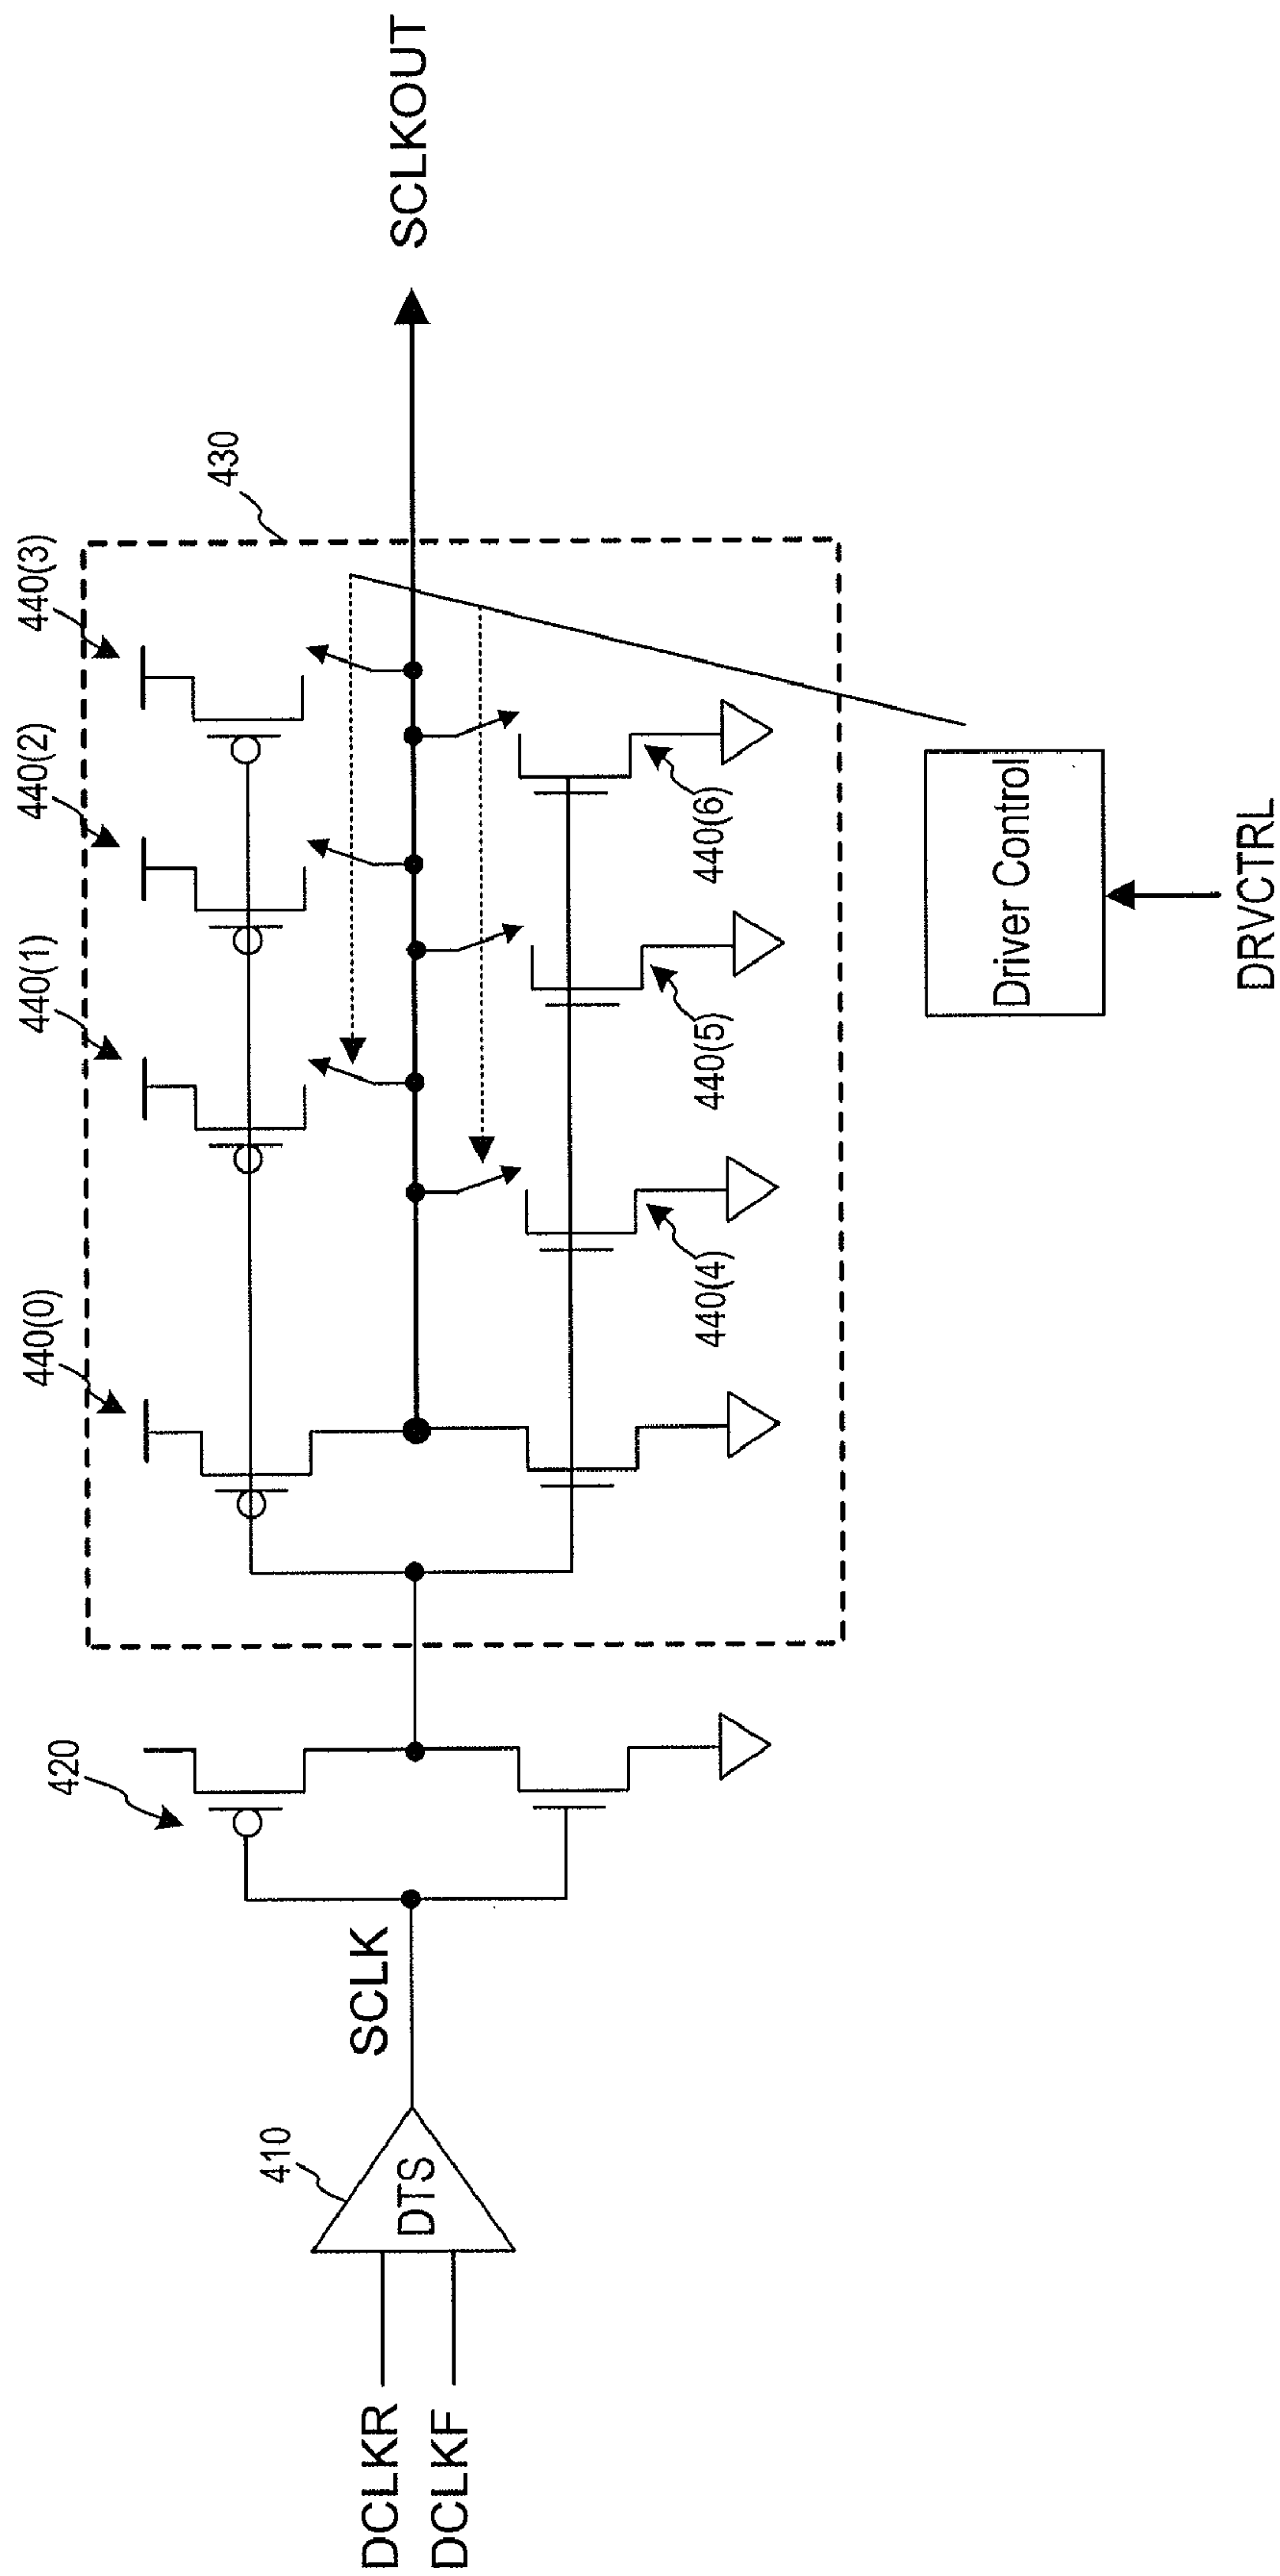 DCLKR
DCLKF
DTS
410
SCLK
420
430
440(0)
440(1)
440(2)
440(3)
440(4)
440(5)
440(6)
SCLKOUT
Driver Control
DRVCTRL